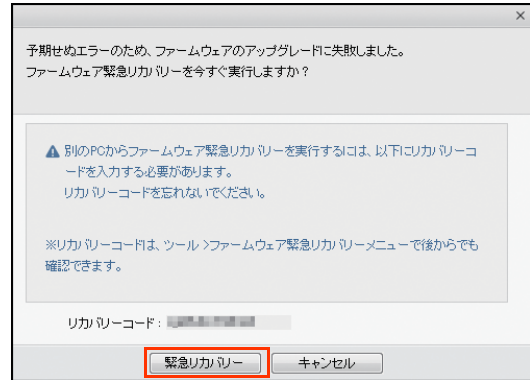 予期せぬエラーのため、ファームウェアのアップグレードに失敗しました。
ファームウェア緊急リカバリーを今すぐ実行しますか？
別のPCからファームウェア緊急リカバリーを実行するには、以下にリカバリーコ
ードを入力する必要があります。
リカバリーコードを忘れないでください。
※リカバリーコードは、ツール >ファームウェア緊急リカバリーメニューで後からでも
確認できます。
リカバリーコード :
緊急リカバリー
キャンセル